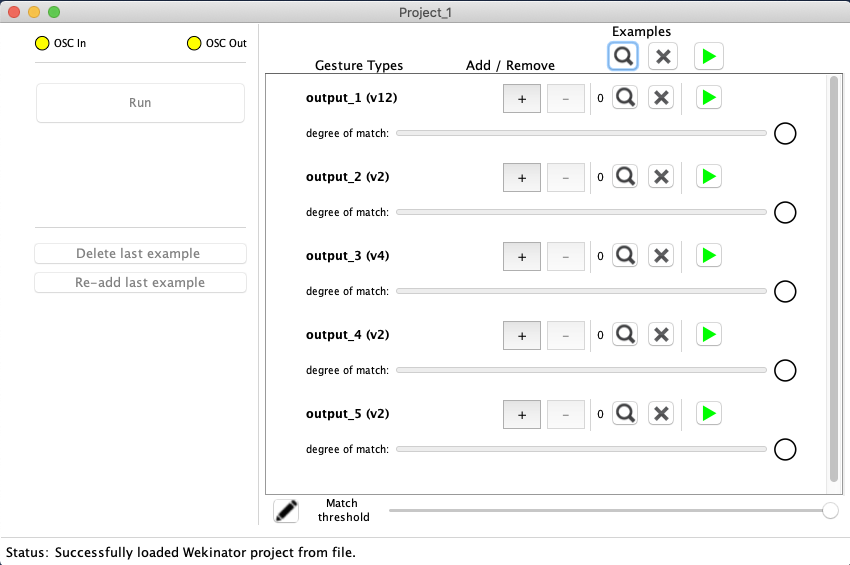 Project_1
OSC In
OSC Out
Run
Delete last example
Re-add last example
Examples
Gesture Types
Add / Remove
output_1 (v12)
+
-
0
degree of match:
output_2 (v2)
+
-
0
degree of match:
output_3 (v4)
+
-
0
degree of match:
output_4 (v2)
+
-
0
degree of match:
output_5 (v2)
+
-
0
degree of match:
Match
threshold
Status: Successfully loaded Wekinator project from file.